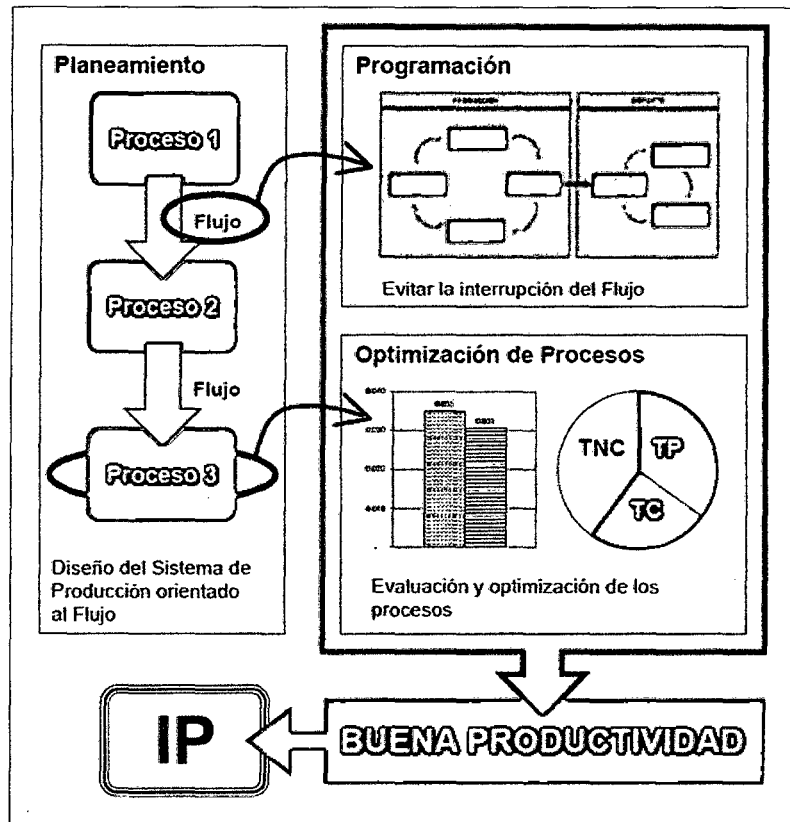 Planeamiento
Proceso 1
Flujo
Proceso 2
Flujo
Proceso 3
Diseño del Sistema de
Producción orientado
al Flujo
Programación
Evitar la interrupción del Flujo
Optimización de Procesos
TNC
TP
TC
Evaluación y optimización de los
procesos
BUENA PRODUCTIVIDAD
IP